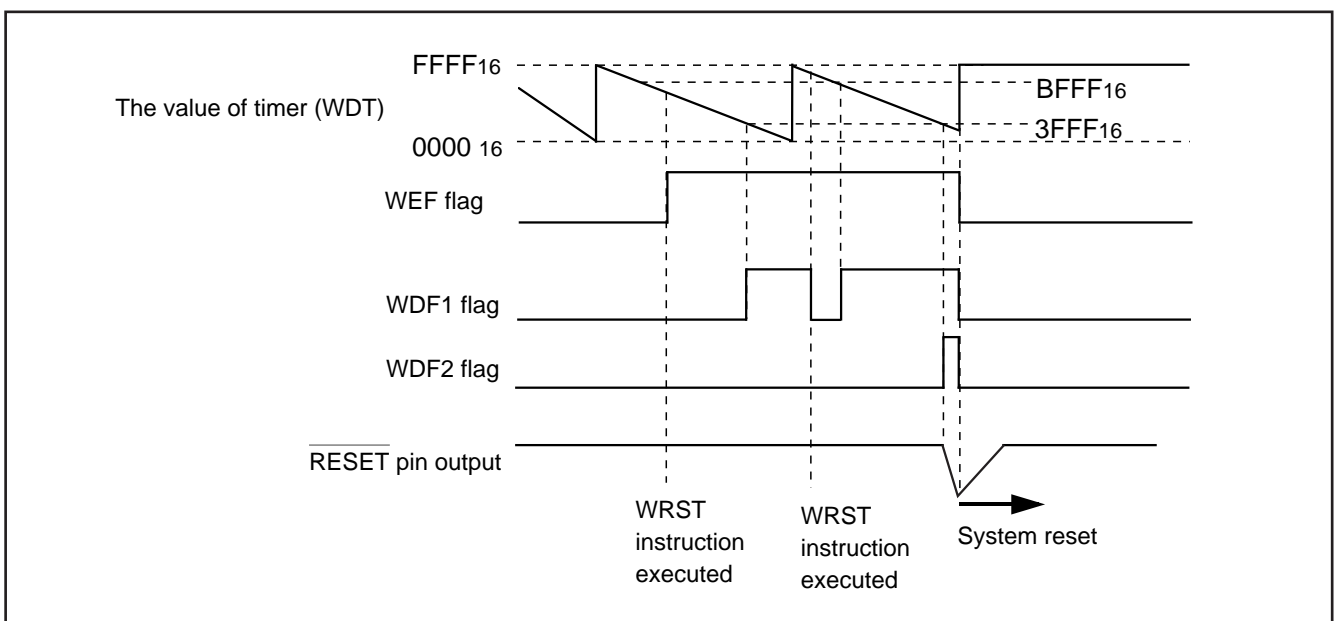 FFFF16
BFFF16
The value of timer (WDT)
3FFF16
0000 16
WEF flag
WDF1 flag
WDF2 flag
RESET pin output
WRST
instruction
executed
WRST
instruction
executed
System reset